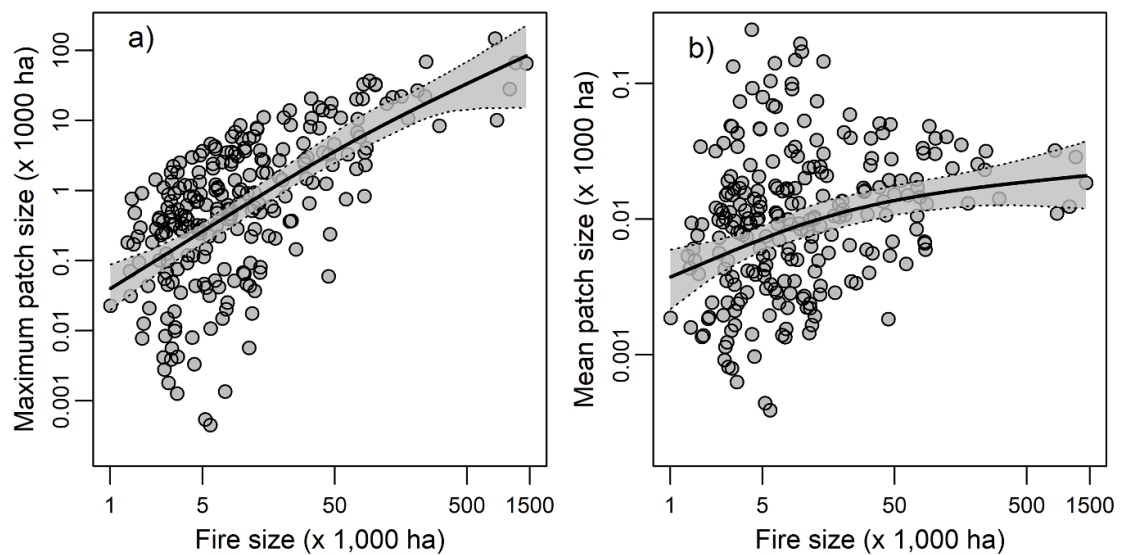 a)
Maximum patch size (x 1000 ha)
100
10
1
0.1
0.01
0.001
1 5 50 500 1500
Fire size (x 1,000 ha)
b)
Mean patch size (x 1000 ha)
0.1
0.01
0.001
1 5 50 500 1500
Fire size (x 1,000 ha)